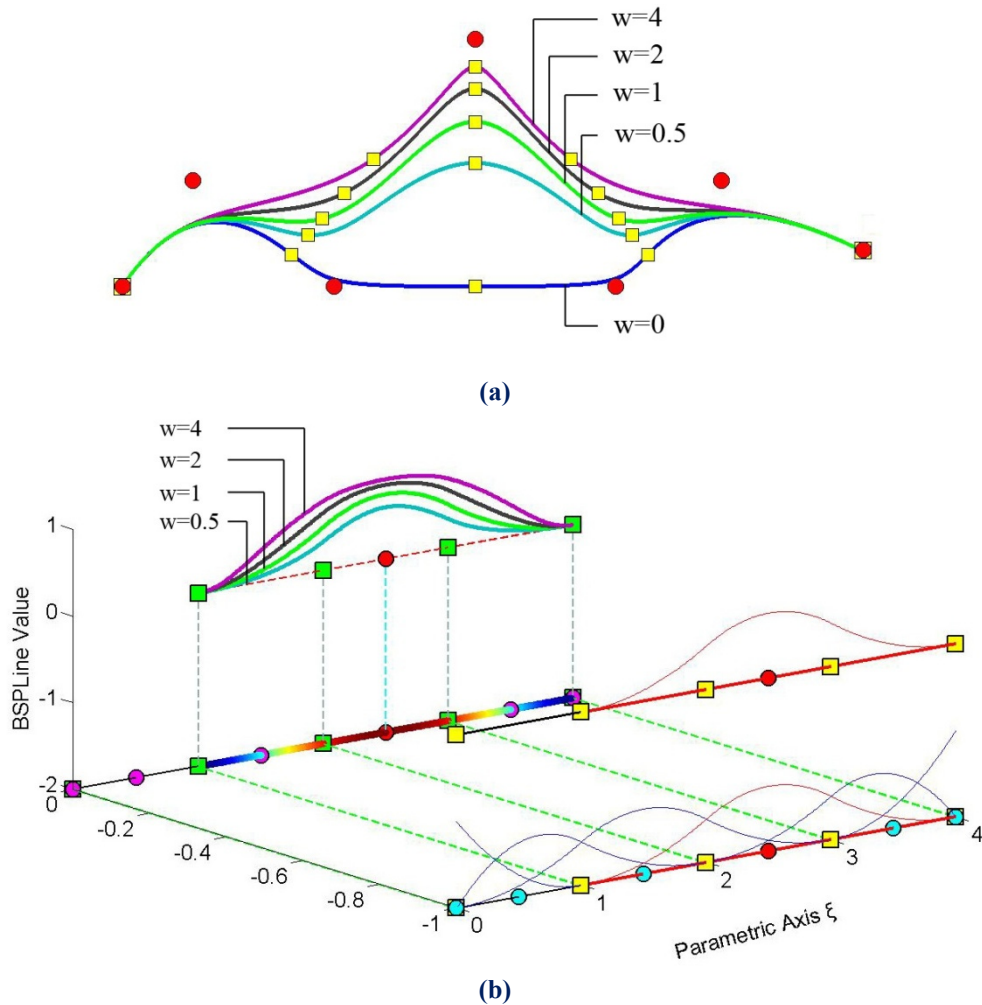 w=4
w=2
w=1
w=0.5
w=0
(a)
w=4
w=2
w=1
w=0.5
BSPLine Value
1
0
-1
-2
0
-0.2
-0.4
-0.6
-0.8
-1
0
1
2
3
4
Parametric Axis ξ
(b)